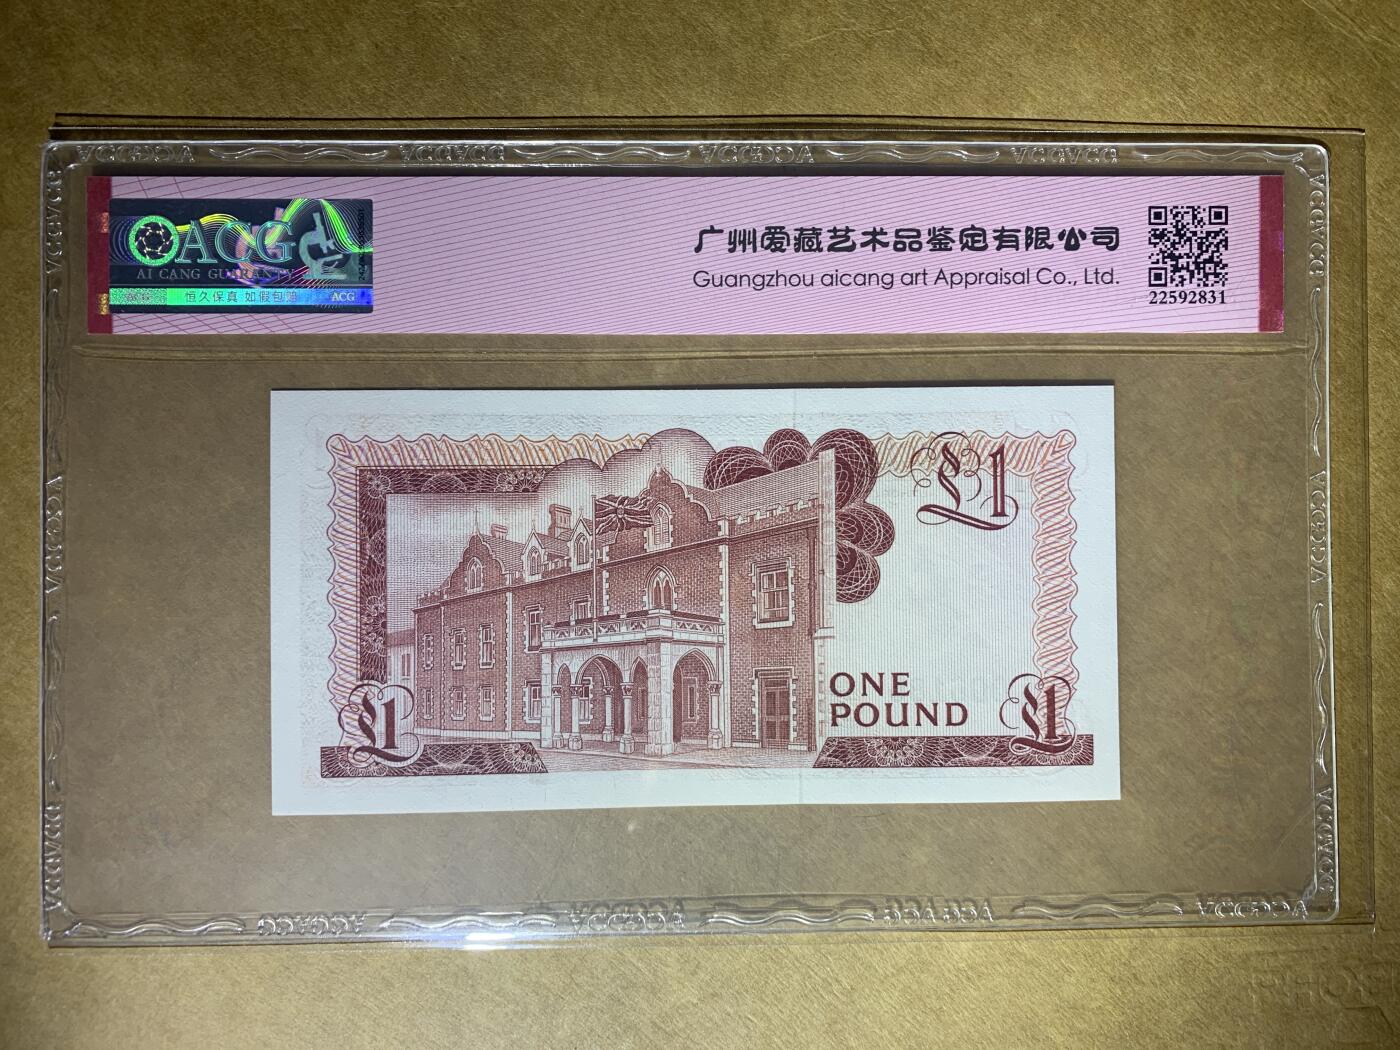 ACG
AI CANG GUARANTY
ACG 恒久保真 如假包赔 ACG
广州爱藏艺术品鉴定有限公司
Guangzhou aicang art Appraisal Co., Ltd.
22592831
£1
ONE
POUND
£1
£1